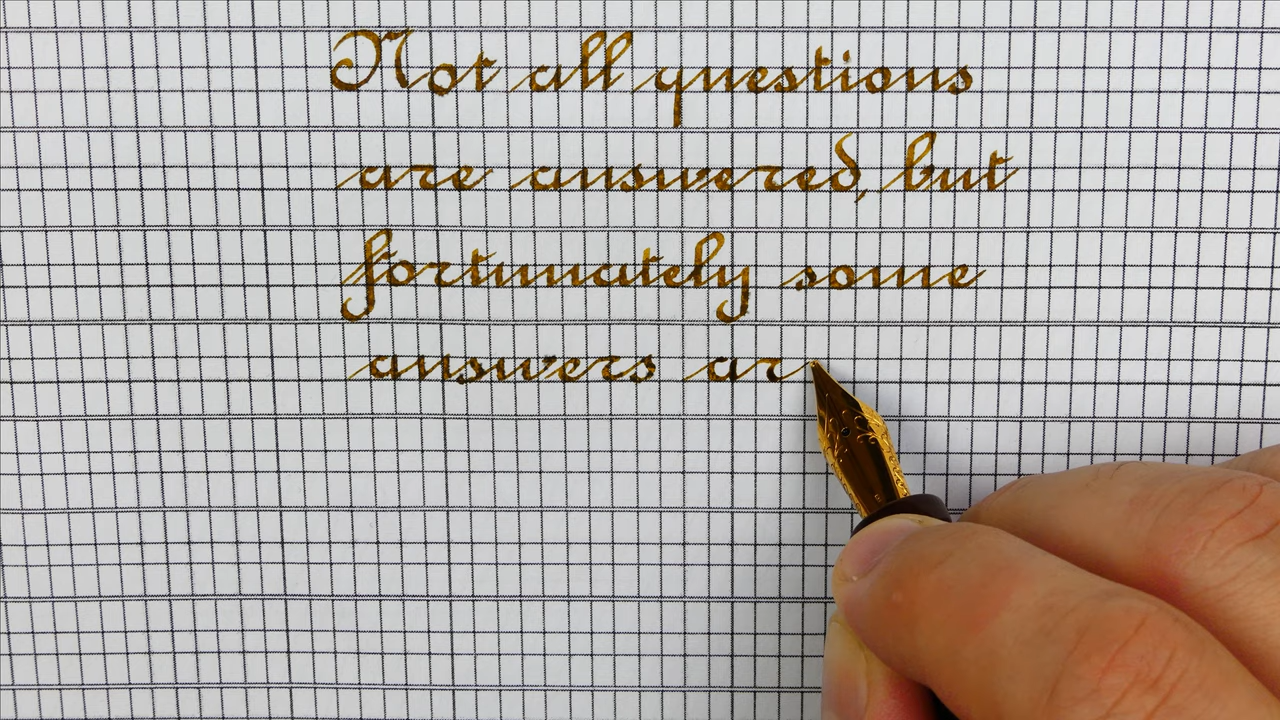 Not all questions
are answered, but
fortunately some
answers ar